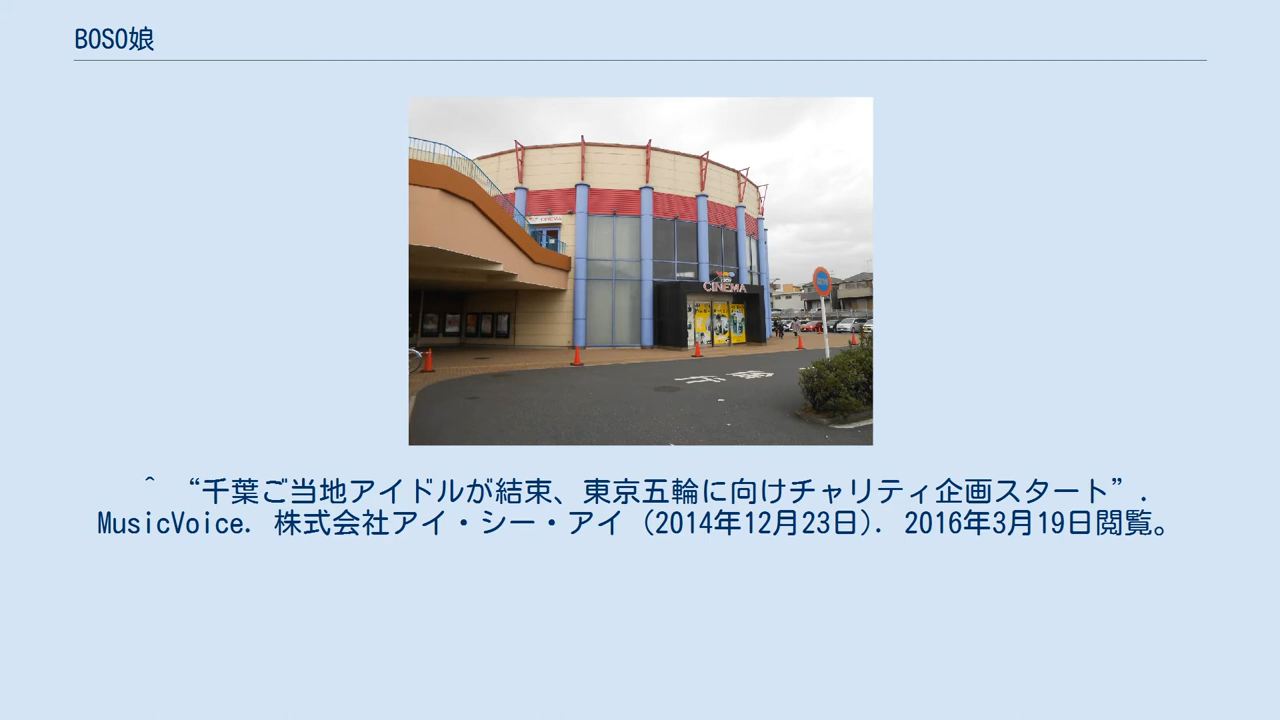 BOSO娘
CINEMA
CINEMA
^ “千葉ご当地アイドルが結束、東京五輪に向けチャリティ企画スタート”.
MusicVoice. 株式会社アイ・シー・アイ (2014年12月23日). 2016年3月19日閲覧。